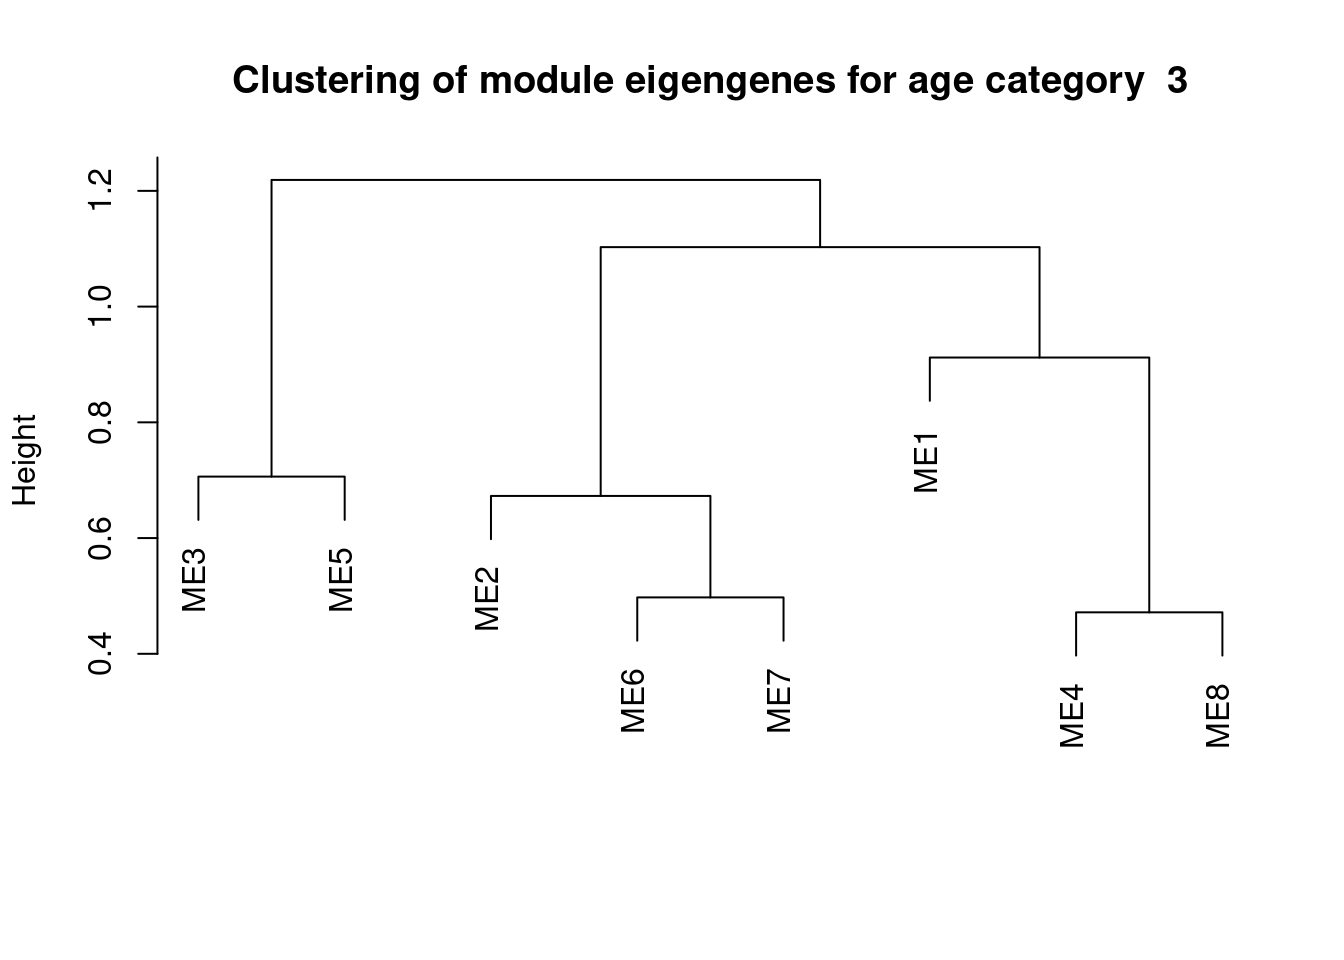 Clustering of module eigengenes for age category  3
Height
1.2
1.0
0.8
0.6
0.4
ME3
ME5
ME2
ME6
ME7
ME1
ME4
ME8